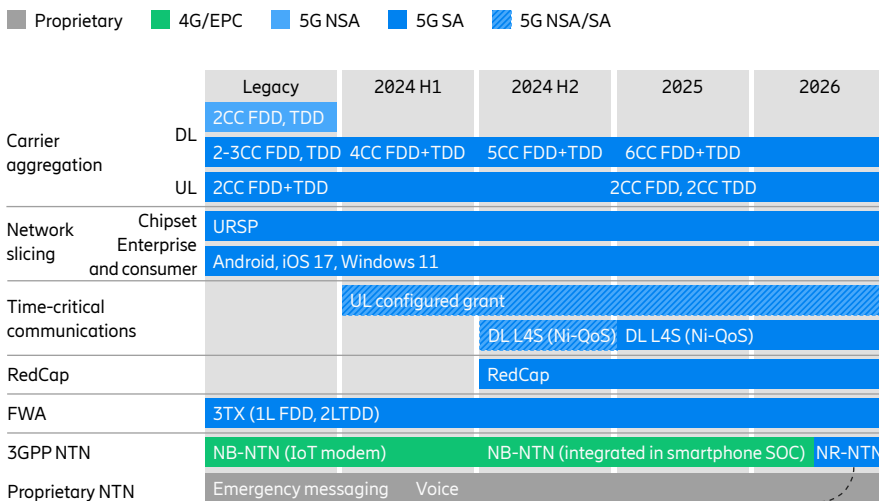 Proprietary 4G/EPC 5G NSA 5G SA 5G NSA/SA
Legacy 2024 H1 2024 H2 2025 2026
Carrier aggregation
DL
2CC FDD, TDD
2-3CC FDD, TDD 4CC FDD+TDD 5CC FDD+TDD 6CC FDD+TDD
UL 2CC FDD+TDD 2CC FDD, 2CC TDD
Network slicing
Chipset URSP
Enterprise and consumer
Android, iOS 17, Windows 11
Time-critical communications
UL configured grant
DL L4S (Ni-QoS) DL L4S (Ni-QoS)
RedCap RedCap
FWA 3TX (1L FDD, 2LTDD)
3GPP NTN NB-NTN (IoT modem) NB-NTN (integrated in smartphone SOC) NR-NTN
Proprietary NTN Emergency messaging Voice